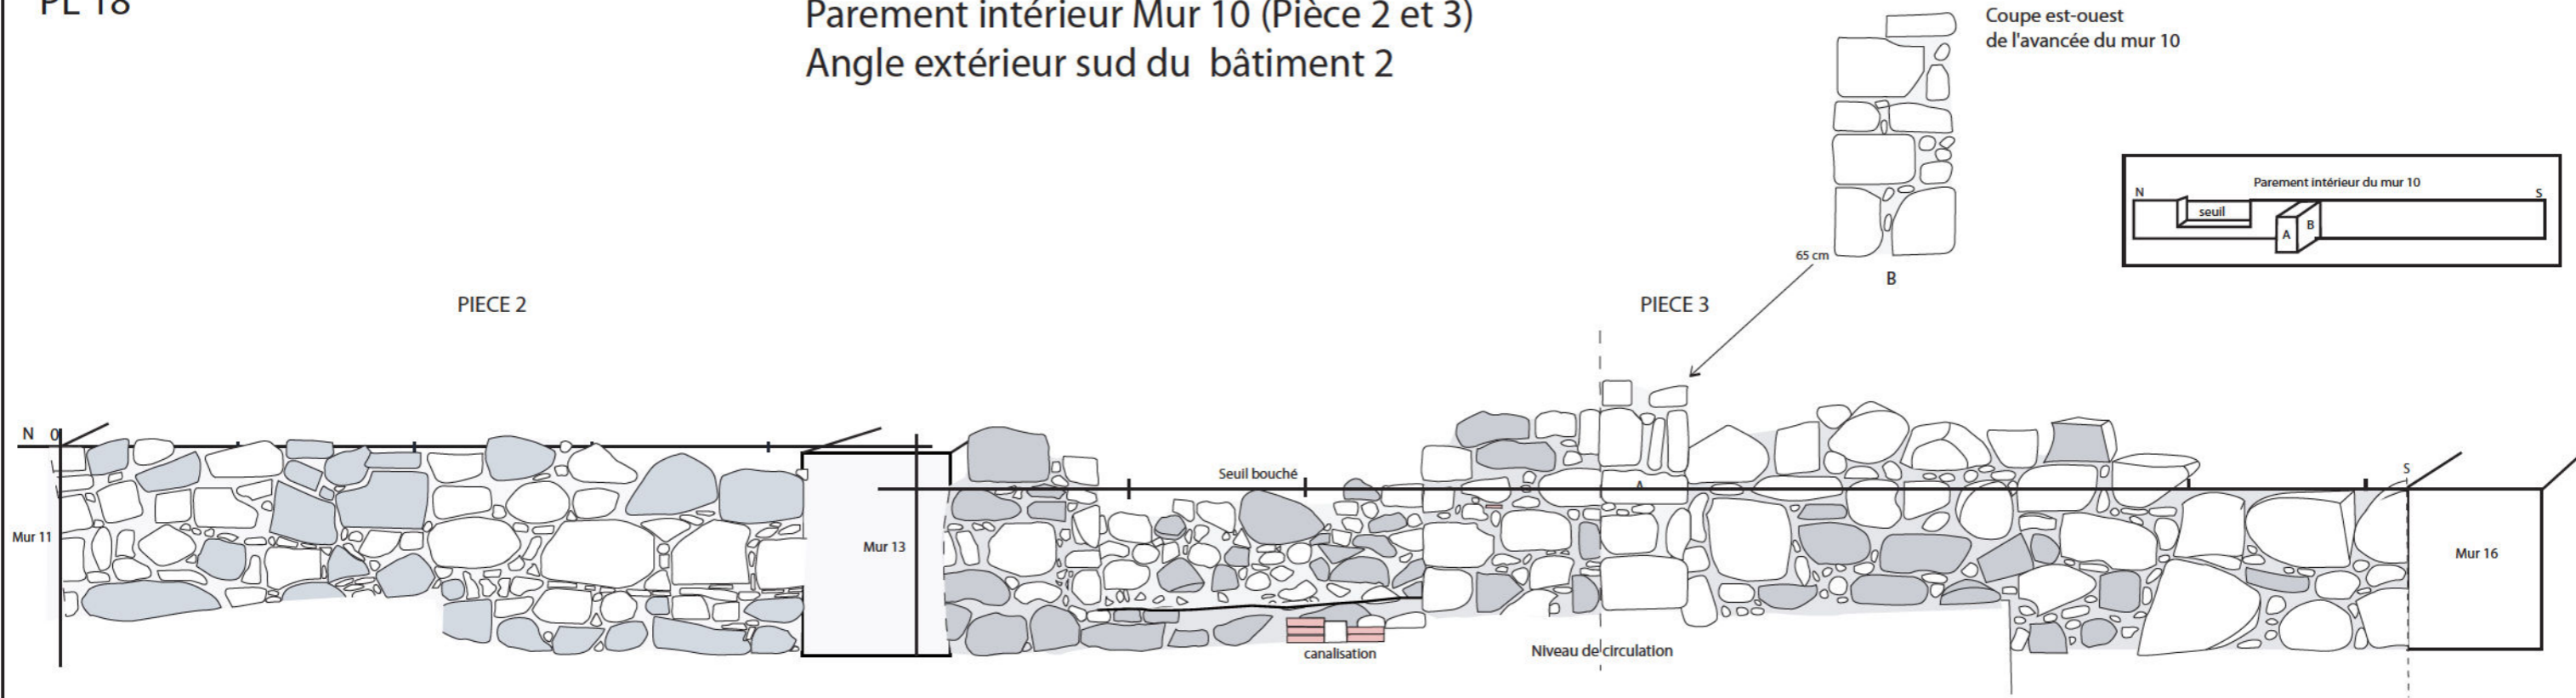 PL 18
Parement intérieur Mur 10 (Pièce 2 et 3)
Angle extérieur sud du bâtiment 2
Coupe est-ouest
de l'avancée du mur 10
Parement intérieur du mur 10
N
S
seuil
A
B
65 cm
B
PIECE 2
PIECE 3
N 0
Seuil bouché
A
S
Mur 11
Mur 13
Mur 16
canalisation
Niveau de circulation